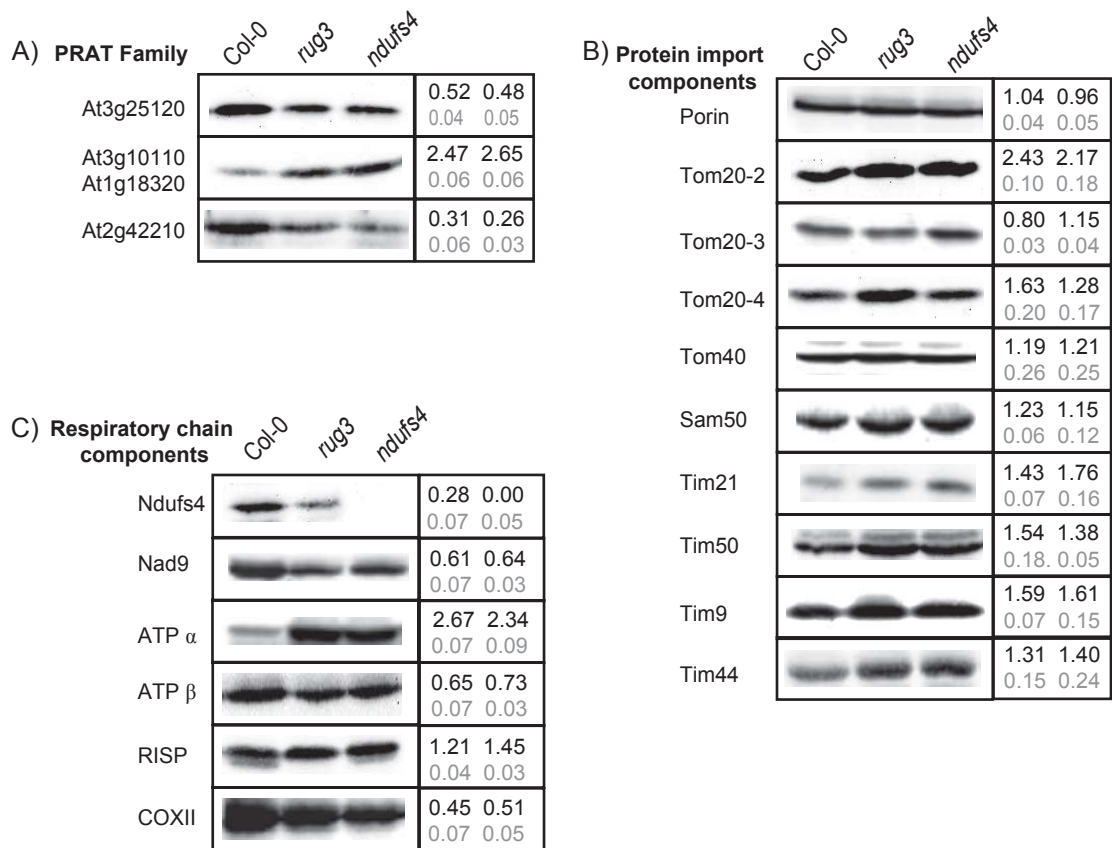 A) PRAT Family
Col-0 rug3 ndufs4
At3g25120
0.52 0.48
0.04 0.05
At3g10110
At1g18320
2.47 2.65
0.06 0.06
At2g42210
0.31 0.26
0.06 0.03
B) Protein import
components
Col-0 rug3 ndufs4
Porin
1.04 0.96
0.04 0.05
Tom20-2
2.43 2.17
0.10 0.18
Tom20-3
0.80 1.15
0.03 0.04
Tom20-4
1.63 1.28
0.20 0.17
Tom40
1.19 1.21
0.26 0.25
Sam50
1.23 1.15
0.06 0.12
Tim21
1.43 1.76
0.07 0.16
Tim50
1.54 1.38
0.18. 0.05
Tim9
1.59 1.61
0.07 0.15
Tim44
1.31 1.40
0.15 0.24
C) Respiratory chain
components
Col-0 rug3 ndufs4
Ndufs4
0.28 0.00
0.07 0.05
Nad9
0.61 0.64
0.07 0.03
ATP α
2.67 2.34
0.07 0.09
ATP β
0.65 0.73
0.07 0.03
RISP
1.21 1.45
0.04 0.03
COXII
0.45 0.51
0.07 0.05